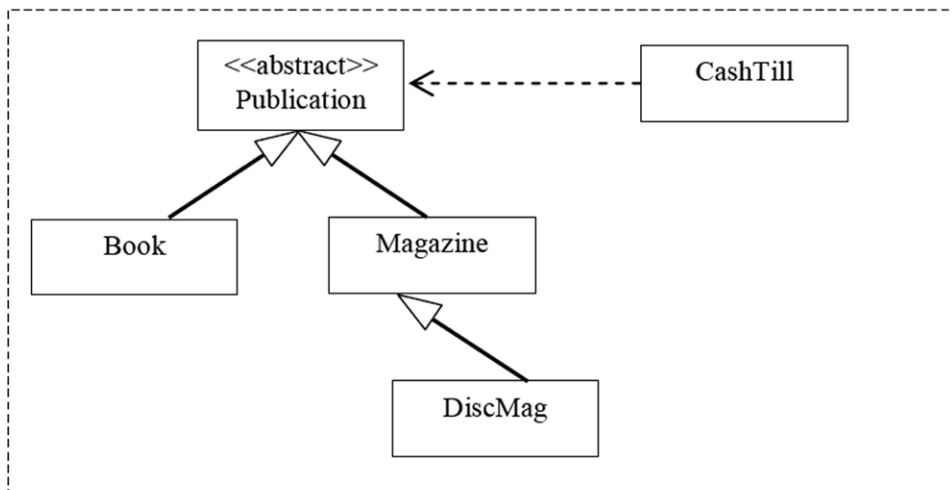 <<abstract>>
Publication
CashTill
Book
Magazine
DiscMag